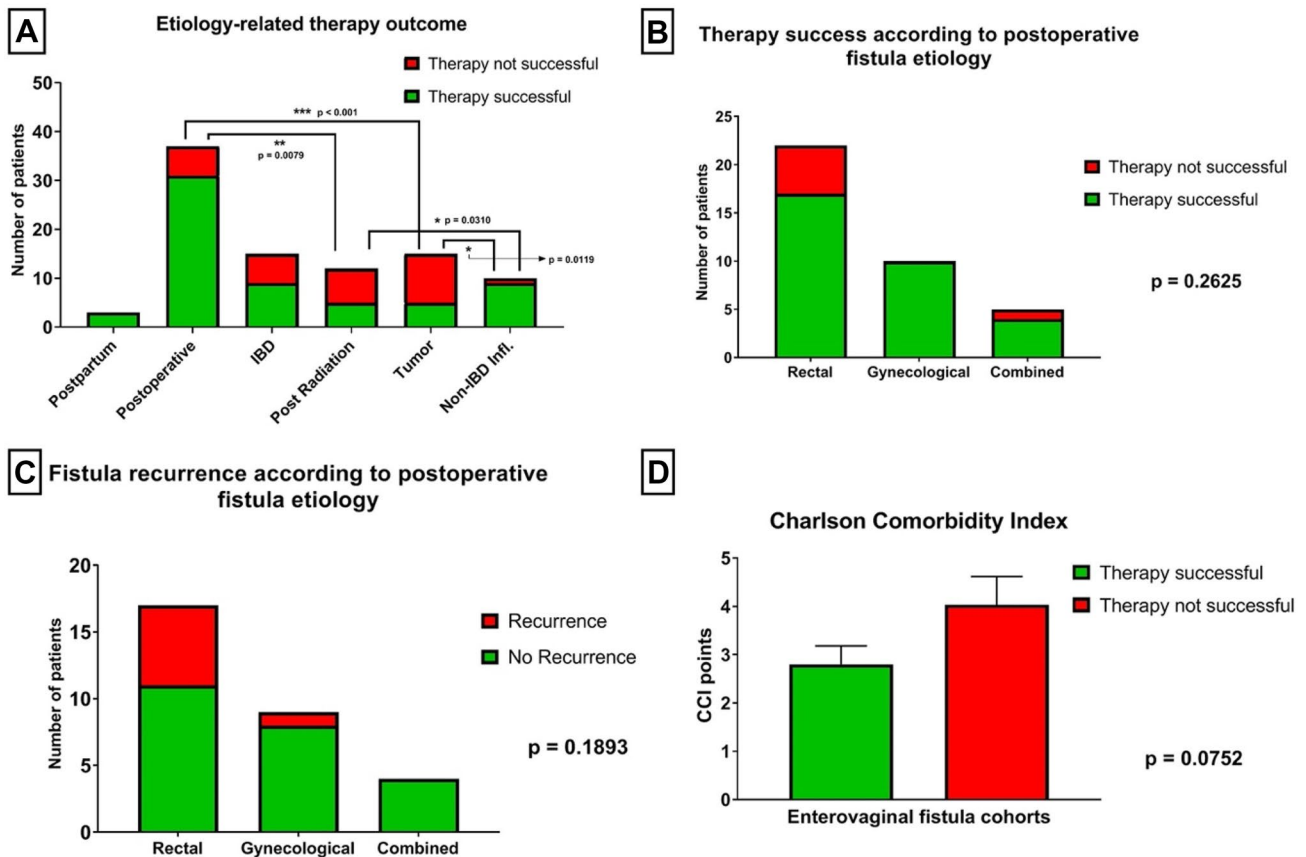 A
Etiology-related therapy outcome
Therapy not successful
Therapy successful
Number of patients
50
40
30
20
10
0
*** p < 0.001
**
p = 0.0079
* p = 0.0310
*
p = 0.0119
Postpartum
Postoperative
IBD
Post Radiation
Tumor
Non-IBD Infl.
B
Therapy success according to postoperative
fistula etiology
Number of patients
25
20
15
10
5
0
Therapy not successful
Therapy successful
p = 0.2625
Rectal
Gynecological
Combined
C
Fistula recurrence according to postoperative
fistula etiology
Number of patients
20
15
10
5
0
Recurrence
No Recurrence
p = 0.1893
Rectal
Gynecological
Combined
D
Charlson Comorbidity Index
CCI points
5
4
3
2
1
0
Therapy successful
Therapy not successful
p = 0.0752
Enterovaginal fistula cohorts